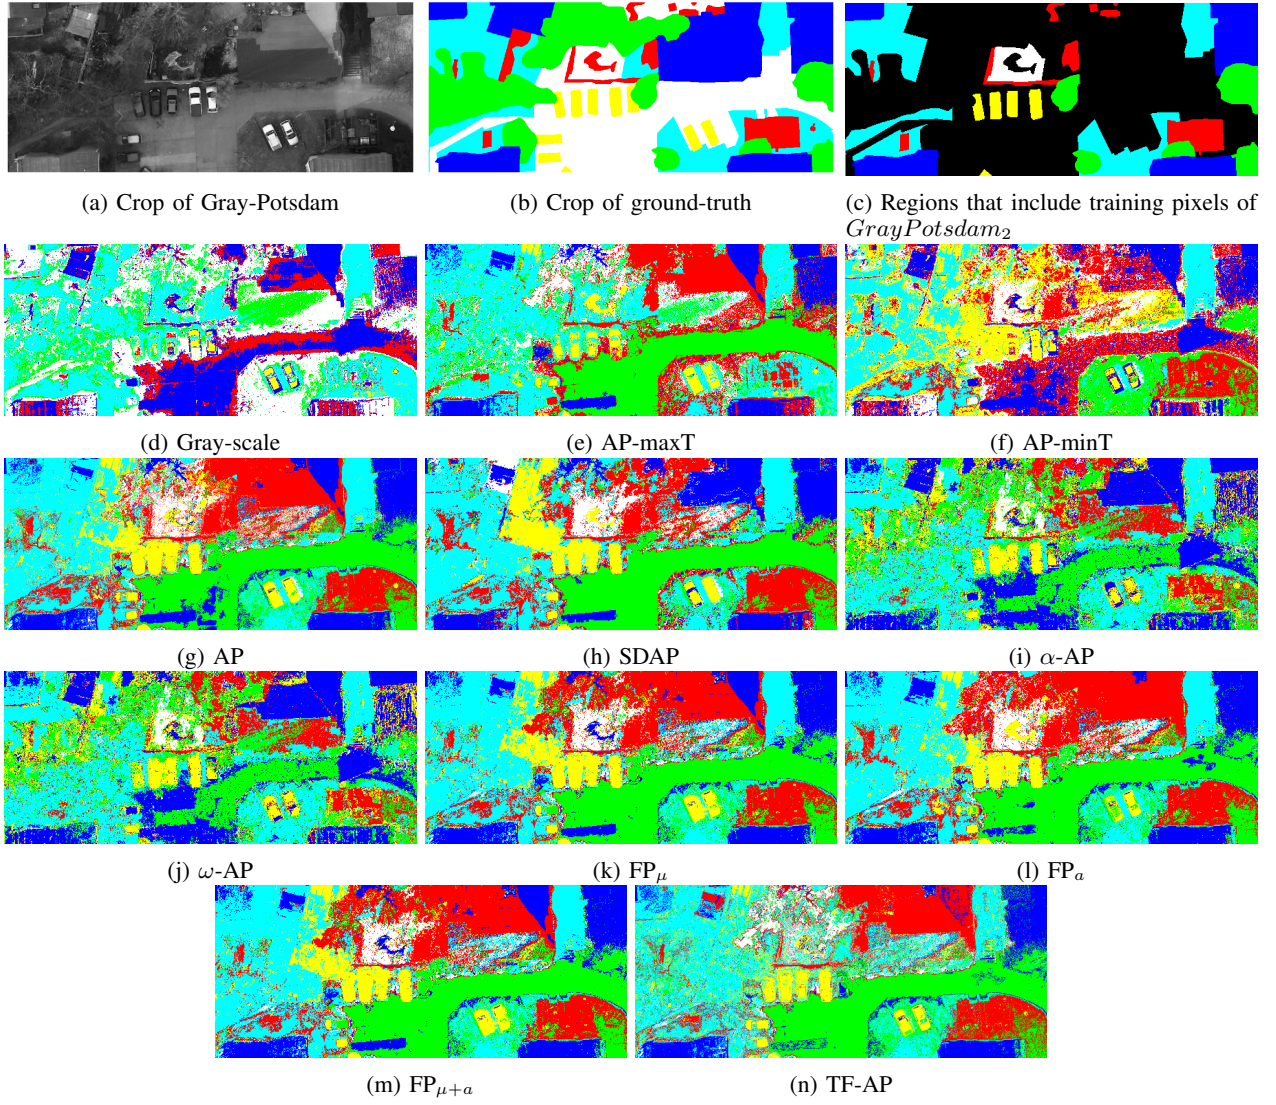 (a) Crop of Gray-Potsdam
(b) Crop of ground-truth
(c) Regions that include training pixels of
GrayPotsdam₂
(d) Gray-scale
(e) AP-maxT
(f) AP-minT
(g) AP
(h) SDAP
(i) α-AP
(j) ω-AP
(k) FPμ
(l) FPₐ
(m) FPμ+a
(n) TF-AP